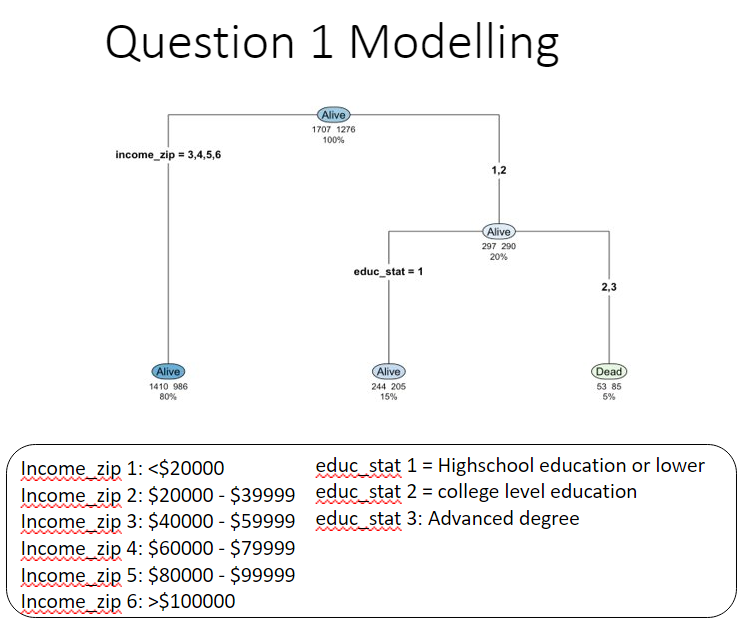 Question 1 Modelling
Alive
1707 1276
100%
income_zip = 3,4,5,6
1,2
Alive
297 290
20%
educ_stat = 1
2,3
Alive
1410 986
80%
Alive
244 205
15%
Dead
53 85
5%
Income_zip 1: <$20000
Income_zip 2: $20000 - $39999
Income_zip 3: $40000 - $59999
Income_zip 4: $60000 - $79999
Income_zip 5: $80000 - $99999
Income_zip 6: >$100000
educ_stat 1 = Highschool education or lower
educ_stat 2 = college level education
educ_stat 3: Advanced degree